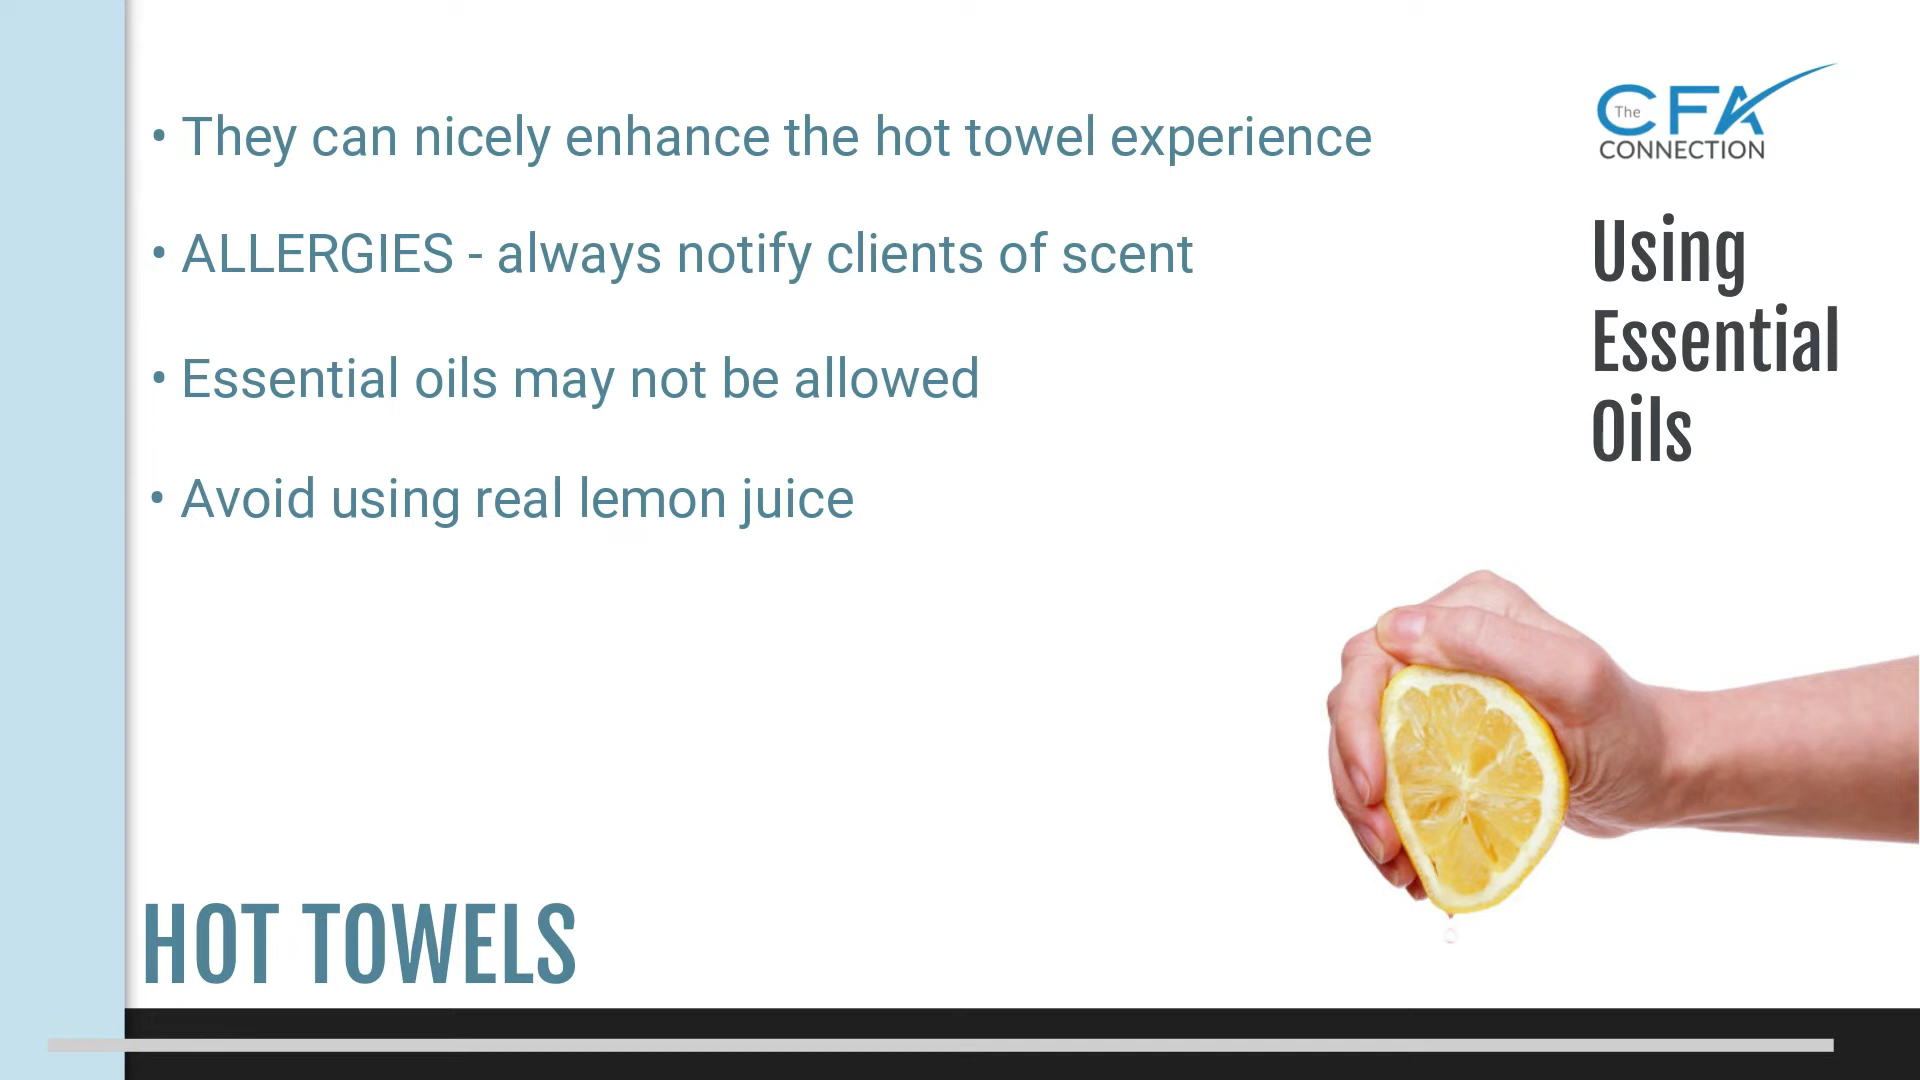 • They can nicely enhance the hot towel experience
• ALLERGIES - always notify clients of scent
• Essential oils may not be allowed
• Avoid using real lemon juice
The CFA
CONNECTION
Using
Essential
Oils
HOT TOWELS